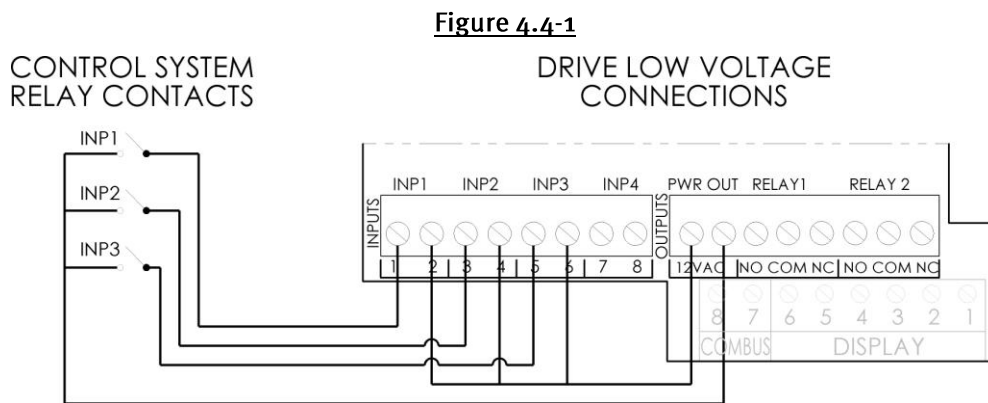 Figure 4.4-1
CONTROL SYSTEM
RELAY CONTACTS
DRIVE LOW VOLTAGE
CONNECTIONS
INP1
INP2
INP3
INP1 INP2 INP3 INP4 PWR OUT RELAY1 RELAY 2
INPUTS
OUTPUTS
1 2 3 4 5 6 7 8 12VAC NO COM NC NO COM NC
8 7 6 5 4 3 2 1
COMBUS DISPLAY